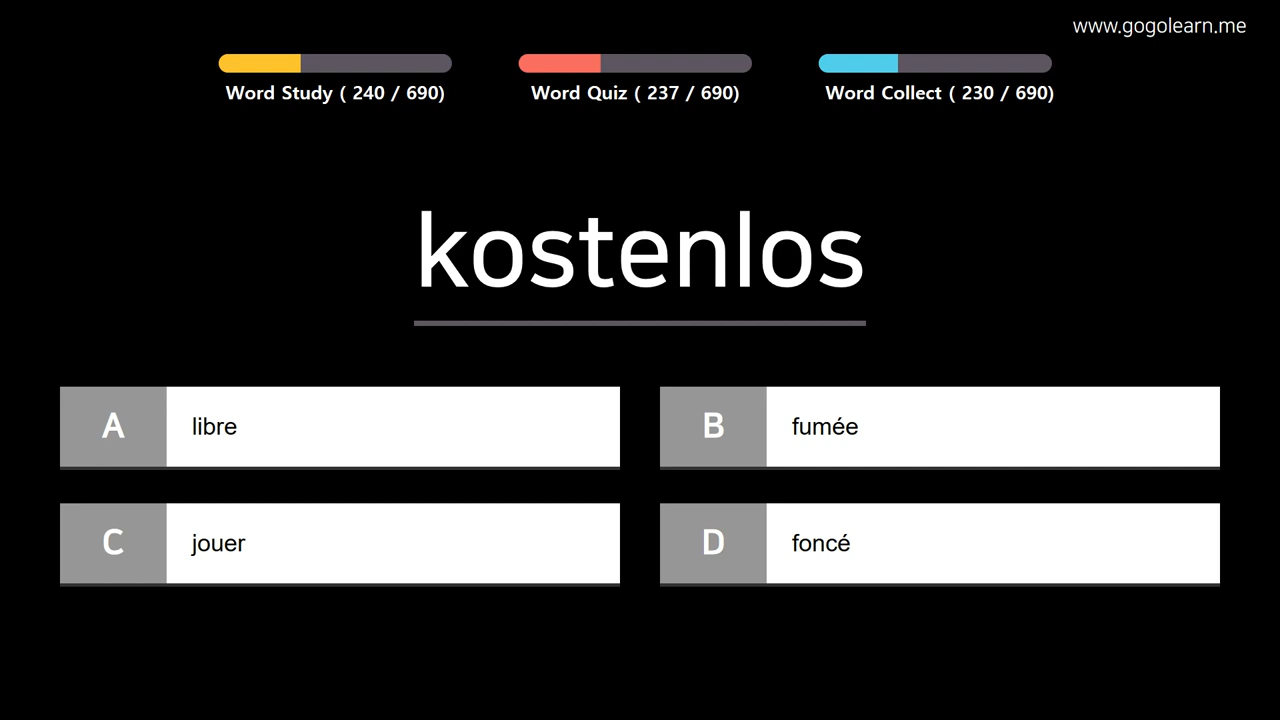 www.gogolearn.me
Word Study ( 240 / 690)
Word Quiz ( 237 / 690)
Word Collect ( 230 / 690)
kostenlos
A libre
B fumée
C jouer
D foncé